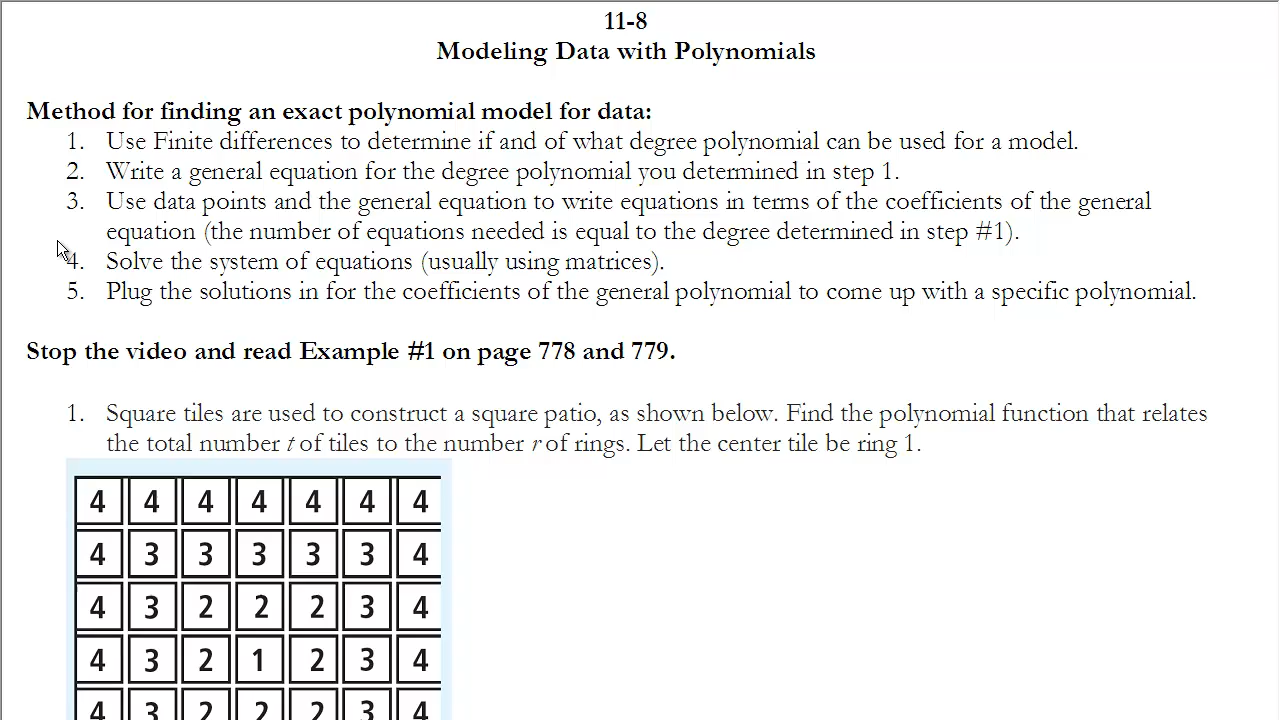 11-8
Modeling Data with Polynomials
Method for finding an exact polynomial model for data:
1. Use Finite differences to determine if and of what degree polynomial can be used for a model.
2. Write a general equation for the degree polynomial you determined in step 1.
3. Use data points and the general equation to write equations in terms of the coefficients of the general
equation (the number of equations needed is equal to the degree determined in step #1).
4. Solve the system of equations (usually using matrices).
5. Plug the solutions in for the coefficients of the general polynomial to come up with a specific polynomial.
Stop the video and read Example #1 on page 778 and 779.
1. Square tiles are used to construct a square patio, as shown below. Find the polynomial function that relates
the total number t of tiles to the number r of rings. Let the center tile be ring 1.
4 4 4 4 4 4 4
4 3 3 3 3 3 4
4 3 2 2 2 3 4
4 3 2 1 2 3 4
4 3 2 2 2 3 4